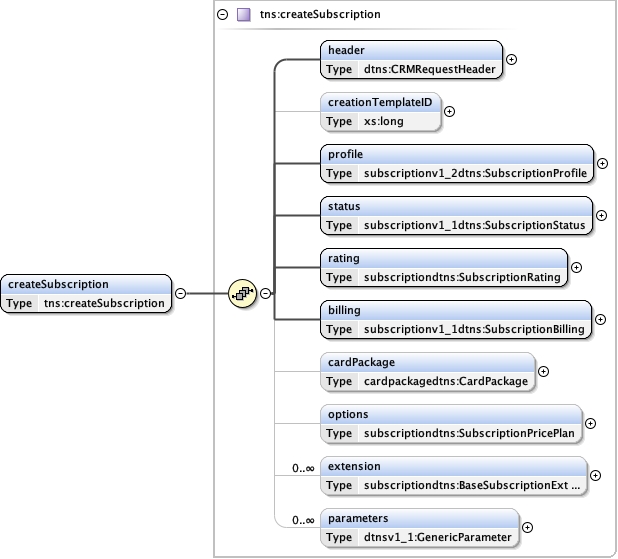 tns:createSubscription
header
Type dtns:CRMRequestHeader
creationTemplateID
Type xs:long
profile
Type subscriptionv1_2dtns:SubscriptionProfile
status
Type subscriptionv1_1dtns:SubscriptionStatus
rating
Type subscriptiondtns:SubscriptionRating
createSubscription
Type tns:createSubscription
billing
Type subscriptionv1_1dtns:SubscriptionBilling
cardPackage
Type cardpackagedtns:CardPackage
options
Type subscriptiondtns:SubscriptionPricePlan
0..∞ extension
Type subscriptiondtns:BaseSubscriptionExt ...
0..∞ parameters
Type dtnsv1_1:GenericParameter